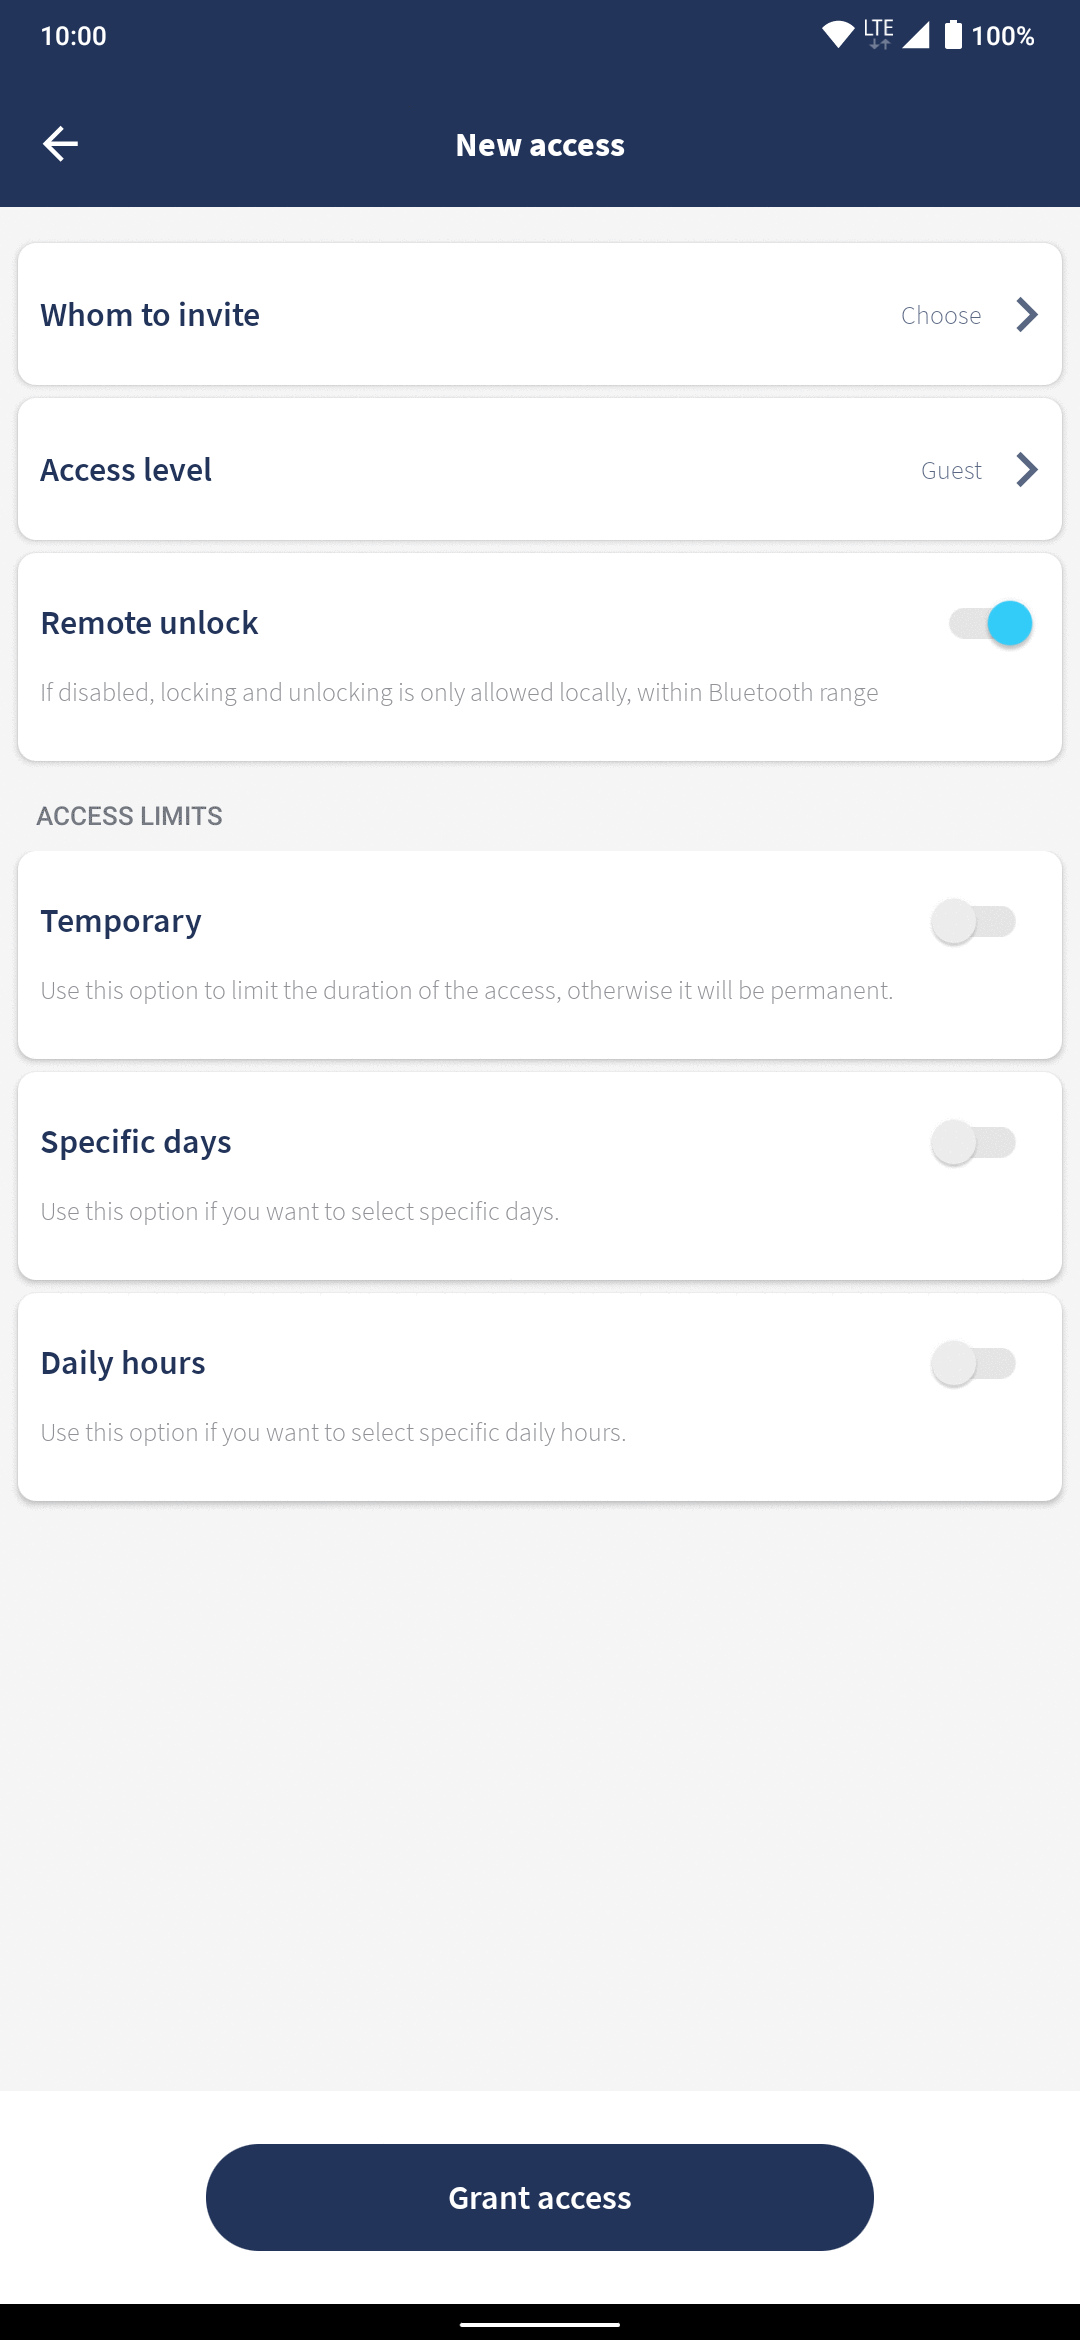 10:00
LTE
100%
New access
Whom to invite
Choose
Access level
Guest
Remote unlock
If disabled, locking and unlocking is only allowed locally, within Bluetooth range
ACCESS LIMITS
Temporary
Use this option to limit the duration of the access, otherwise it will be permanent.
Specific days
Use this option if you want to select specific days.
Daily hours
Use this option if you want to select specific daily hours.
Grant access